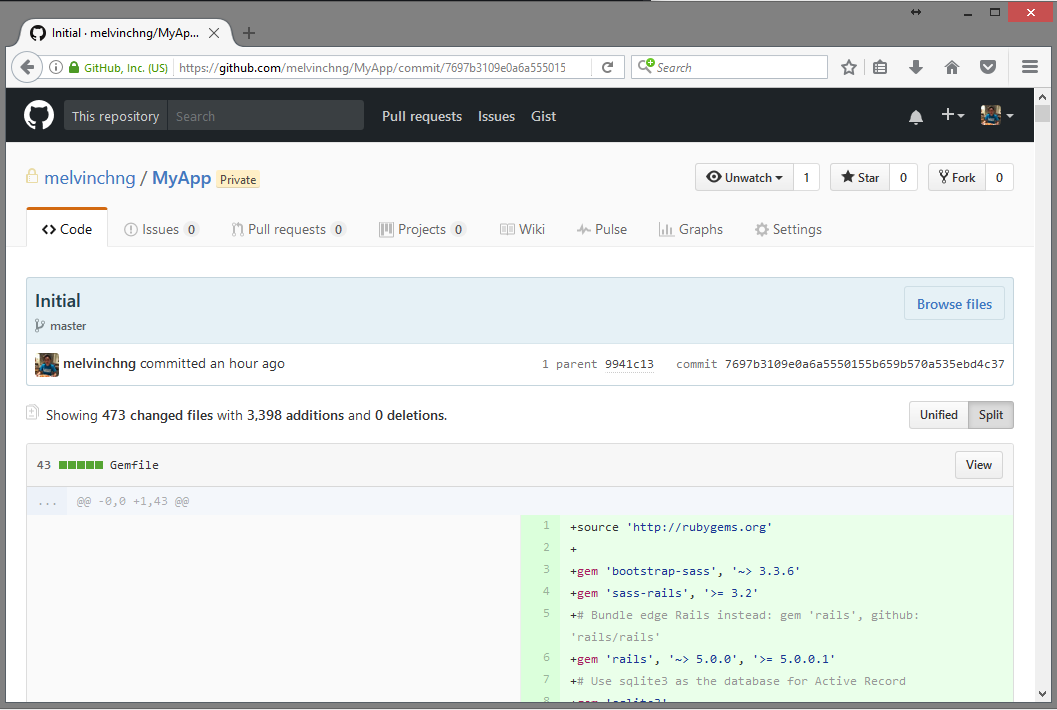 Initial · melvinchng/MyAp...
GitHub, Inc. (US) https://github.com/melvinchng/MyApp/commit/7697b3109e0a6a555015 Search
This repository Search Pull requests Issues Gist
melvinchng / MyApp Private Unwatch 1 Star 0 Fork 0
Code Issues 0 Pull requests 0 Projects 0 Wiki Pulse Graphs Settings
Initial
Browse files
master
melvinchng committed an hour ago 1 parent 9941c13 commit 7697b3109e0a6a5550155b659b570a535ebd4c37
Showing 473 changed files with 3,398 additions and 0 deletions.
Unified Split
43 Gemfile View
... @@ -0,0 +1,43 @@
1 +source 'http://rubygems.org'
2 +
3 +gem 'bootstrap-sass', '~> 3.3.6'
4 +gem 'sass-rails', '>= 3.2'
5 +# Bundle edge Rails instead: gem 'rails', github:
'rails/rails'
6 +gem 'rails', '~> 5.0.0', '>= 5.0.0.1'
7 +# Use sqlite3 as the database for Active Record
8 +gem 'sqlite3'